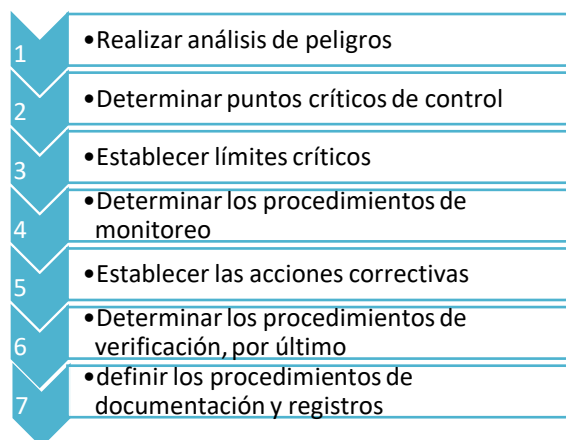 1
•Realizar análisis de peligros
2
•Determinar puntos críticos de control
3
•Establecer límites críticos
4
•Determinar los procedimientos de
monitoreo
5
•Establecer las acciones correctivas
6
•Determinar los procedimientos de
verificación, por último
7
•definir los procedimientos de
documentación y registros